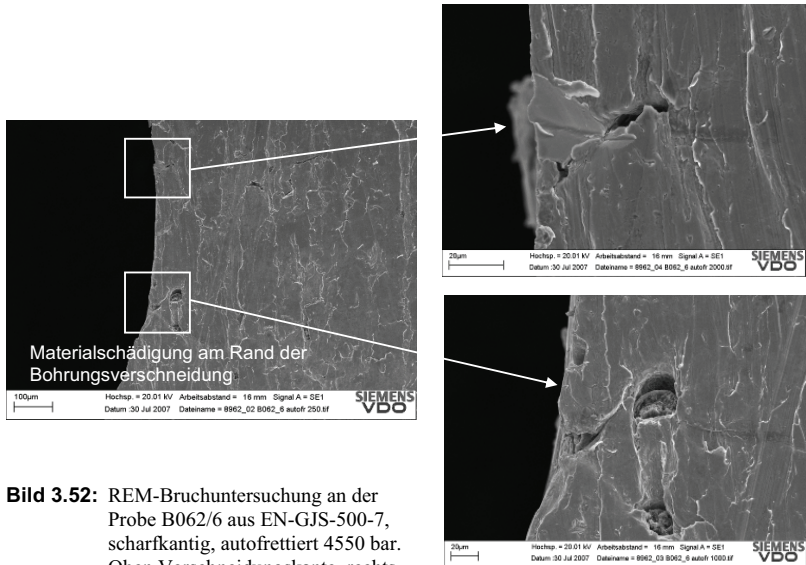 20µm
Hochsp. = 20.01 kV Arbeitsabstand = 16 mm Signal A = SE1
Datum :30 Jul 2007 Dateiname = 8962_04 B062_6 autofr 2000.tif
SIEMENS
VDO
Materialschädigung am Rand der
Bohrungsverschneidung
100µm
Hochsp. = 20.01 kV Arbeitsabstand = 16 mm Signal A = SE1
Datum :30 Jul 2007 Dateiname = 8962_02 B062_6 autofr 250.tif
SIEMENS
VDO
20µm
Hochsp. = 20.01 kV Arbeitsabstand = 16 mm Signal A = SE1
Datum :30 Jul 2007 Dateiname = 8962_03 B062_6 autofr 1000.tif
SIEMENS
VDO
Bild 3.52: REM-Bruchuntersuchung an der
Probe B062/6 aus EN-GJS-500-7,
scharfkantig, autofrettiert 4550 bar.
Oben Verschneidungskante, rechts